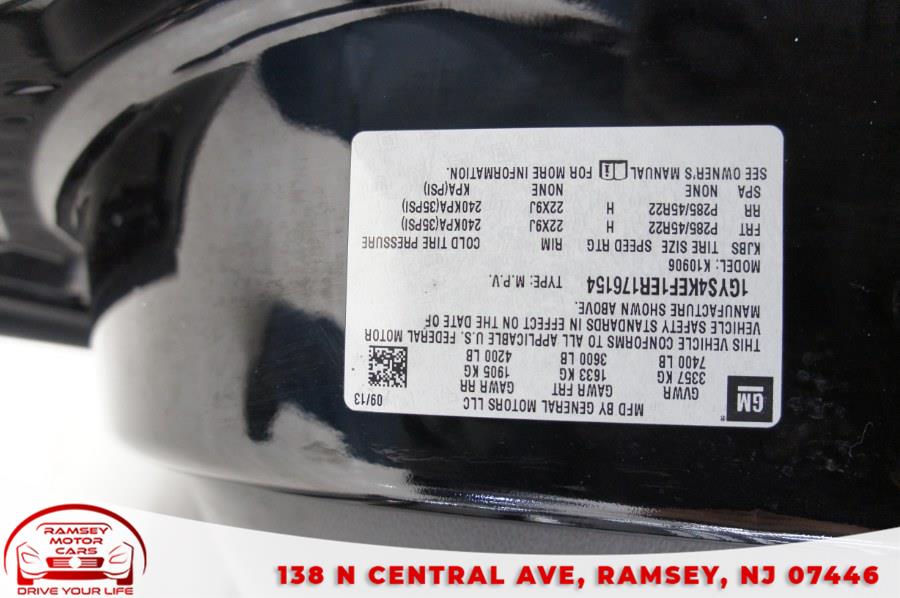 MFD BY GENERAL MOTORS LLC 09/13
GM
GVWR GAWR FRT GAWR RR
3357 KG 1633 KG 1905 KG
7400 LB 3600 LB 4200 LB
THIS VEHICLE CONFORMS TO ALL APPLICABLE U.S. FEDERAL MOTOR
VEHICLE SAFETY STANDARDS IN EFFECT ON THE DATE OF
MANUFACTURE SHOWN ABOVE.
1GYS4KEF1ER176154 TYPE: M.P.V.
MODEL: K10906
KJBS TIRE SIZE SPEED RTG RIM COLD TIRE PRESSURE
FRT P285/45R22 H 22X9J 240KPA(35PSI)
RR P285/45R22 H 22X9J 240KPA(35PSI)
SPA NONE NONE KPA(PSI)
SEE OWNER'S MANUAL FOR MORE INFORMATION.
RAMSEY
MOTOR
CARS
DRIVE YOUR LIFE
138 N CENTRAL AVE, RAMSEY, NJ 07446